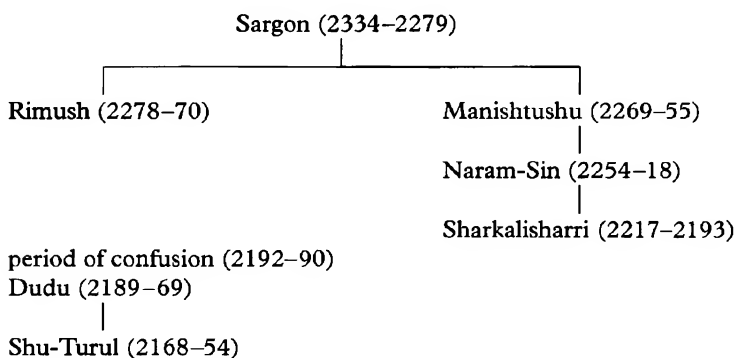 Sargon (2334–2279)
Rimush (2278–70)
Manishtushu (2269–55)
Naram-Sin (2254–18)
Sharkalisharri (2217–2193)
period of confusion (2192–90)
Dudu (2189–69)
Shu-Turul (2168–54)